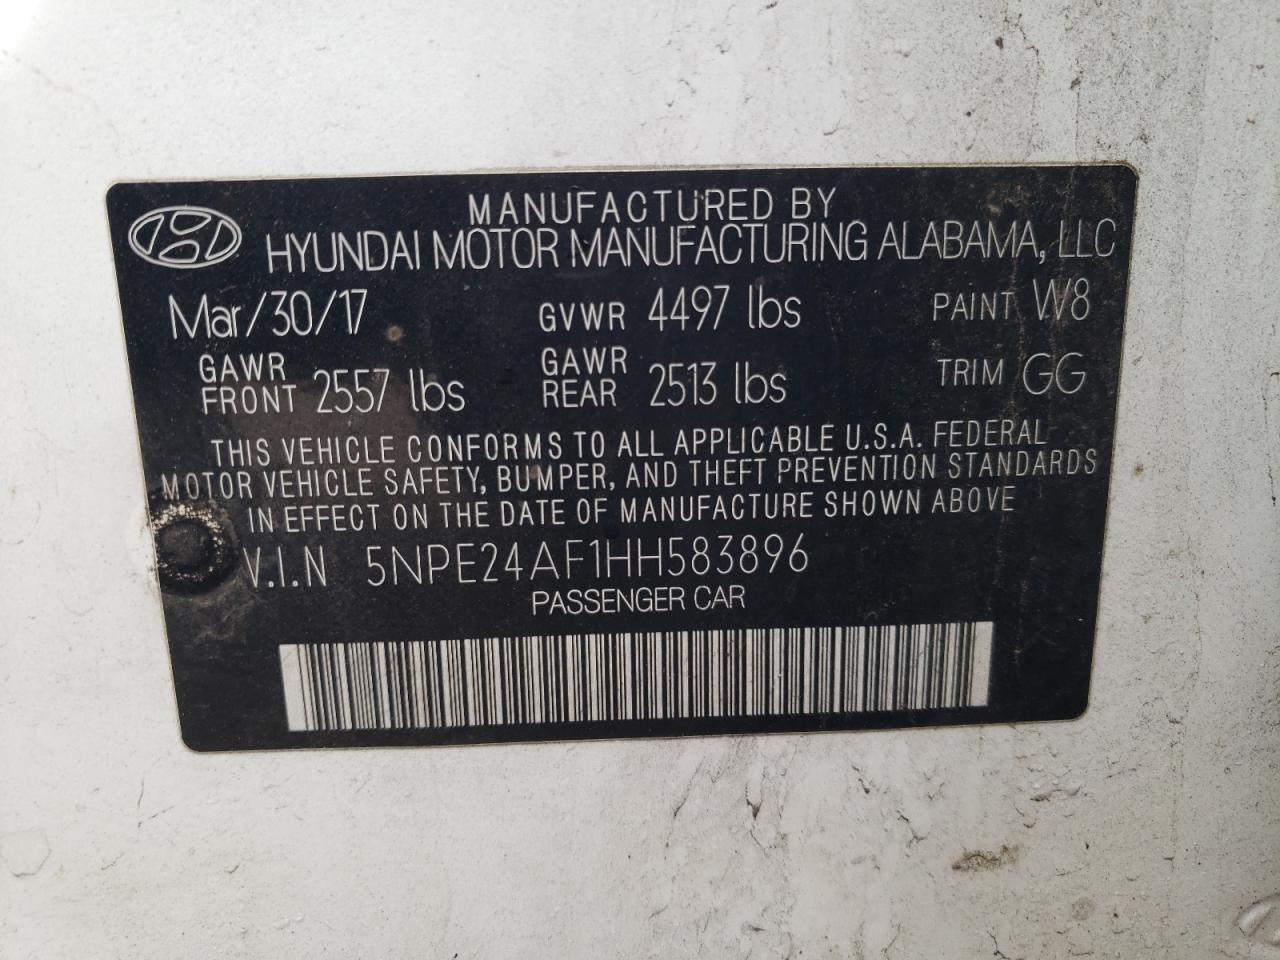 MANUFACTURED BY
HYUNDAI MOTOR MANUFACTURING ALABAMA, LLC
Mar/30/17 GVWR 4497 lbs PAINT W8
GAWR FRONT 2557 lbs GAWR REAR 2513 lbs TRIM GG
THIS VEHICLE CONFORMS TO ALL APPLICABLE U.S.A. FEDERAL
MOTOR VEHICLE SAFETY, BUMPER, AND THEFT PREVENTION STANDARDS
IN EFFECT ON THE DATE OF MANUFACTURE SHOWN ABOVE
V.I.N 5NPE24AF1HH583896
PASSENGER CAR